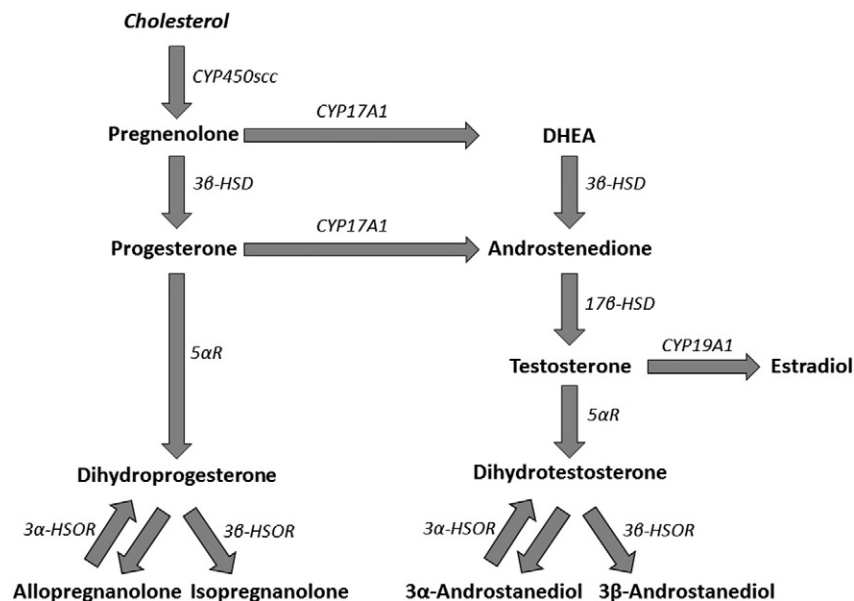 Cholesterol
CYP450scc
CYP17A1
Pregnenolone
DHEA
3β-HSD
3β-HSD
CYP17A1
Progesterone
Androstenedione
17β-HSD
CYP19A1
5αR
Testosterone
Estradiol
5αR
Dihydroprogesterone
Dihydrotestosterone
3α-HSOR
3β-HSOR
3α-HSOR
3β-HSOR
Allopregnanolone
Isopregnanolone
3α-Androstanediol
3β-Androstanediol